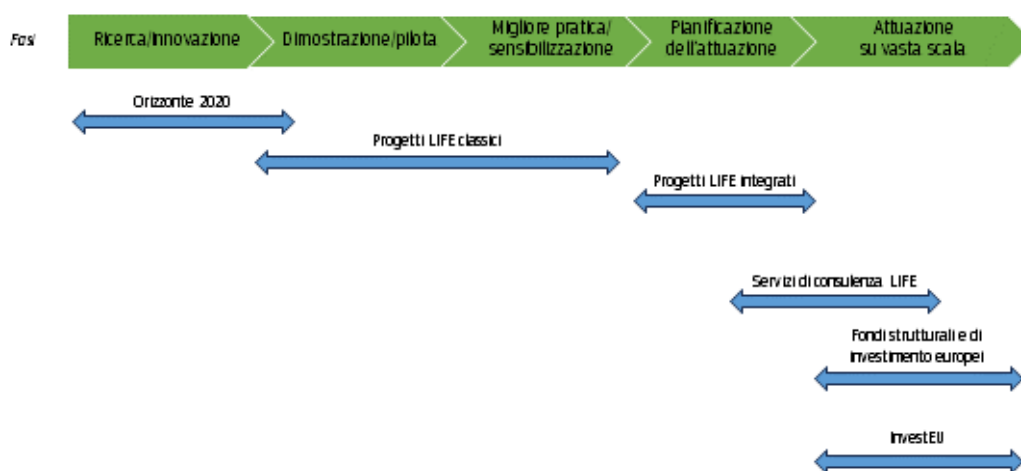 Fasi
Ricerca/innovazione
Dimostrazione/pilota
Migliore pratica/
sensibilizzazione
Pianificazione
dell'attuazione
Attuazione
su vasta scala
Orizzonte 2020
Progetti LIFE classici
Progetti LIFE integrati
Servizi di consulenza LIFE
Fondi strutturali e di
investimento europei
InvestEU